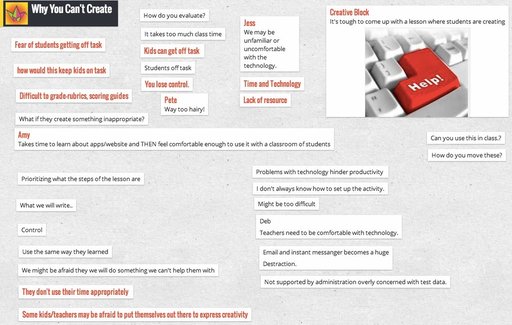 Why You Can't Create
How do you evaluate?
It takes too much class time
Fear of students getting off task
Kids can get off task
how would this keep kids on task
Students off task
You lose control.
Difficult to grade-rubrics, scoring guides
Pete
Way too hairy!
What if they create something inappropriate?
Jess
We may be
unfamiliar or
uncomfortable
with the
technology.
Time and Technology
Lack of resource
Creative Block
It's tough to come up with a lesson where students are creating
Help!
Amy
Takes time to learn about apps/website and THEN feel comfortable enough to use it with a classroom of students
Can you use this in class.?
How do you move these?
Prioritizing what the steps of the lesson are
What we will write..
Control
Use the same way they learned
We might be afraid they we will do something we can't help them with
They don't use their time appropriately
Some kids/teachers may be afraid to put themselves out there to express creativity
Problems with technology hinder productivity
I don't always know how to set up the activity.
Might be too difficult
Deb
Teachers need to be comfortable with technology.
Email and instant messanger becomes a huge
Destraction.
Not supported by administration overly concerned with test data.